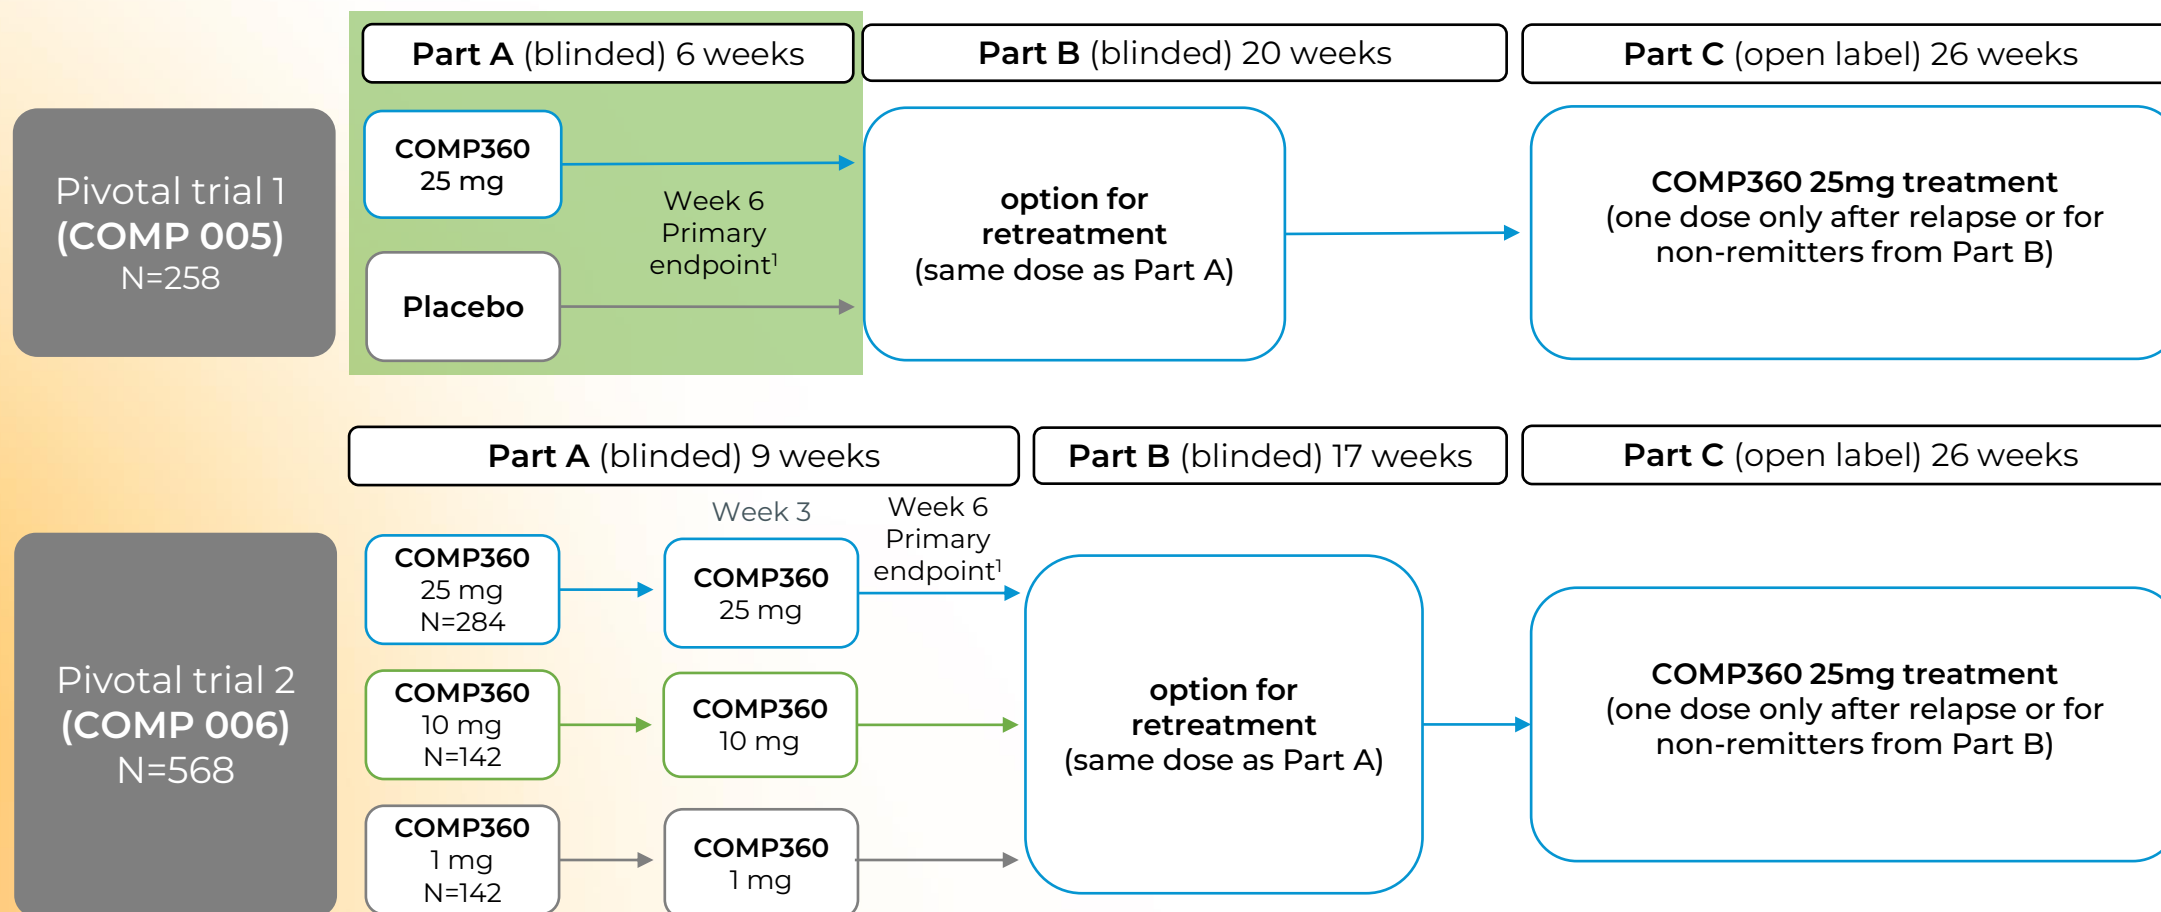 Part A (blinded) 6 weeks
Part B (blinded) 20 weeks
Part C (open label) 26 weeks
Pivotal trial 1
(COMP 005)
N=258
COMP360
25 mg
Placebo
Week 6
Primary
endpoint¹
option for
retreatment
(same dose as Part A)
COMP360 25mg treatment
(one dose only after relapse or for
non-remitters from Part B)
Part A (blinded) 9 weeks
Part B (blinded) 17 weeks
Part C (open label) 26 weeks
Pivotal trial 2
(COMP 006)
N=568
COMP360
25 mg
N=284
Week 3
COMP360
25 mg
Week 6
Primary
endpoint¹
COMP360
10 mg
N=142
COMP360
10 mg
COMP360
1 mg
N=142
COMP360
1 mg
option for
retreatment
(same dose as Part A)
COMP360 25mg treatment
(one dose only after relapse or for
non-remitters from Part B)